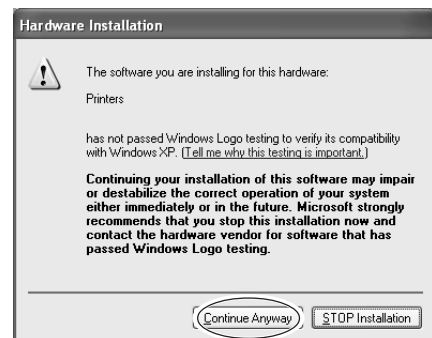 Hardware Installation
The software you are installing for this hardware:
Printers
has not passed Windows Logo testing to verify its compatibility
with Windows XP. (Tell me why this testing is important.)
Continuing your installation of this software may impair
or destabilize the correct operation of your system
either immediately or in the future. Microsoft strongly
recommends that you stop this installation now and
contact the hardware vendor for software that has
passed Windows Logo testing.
Continue Anyway STOP Installation